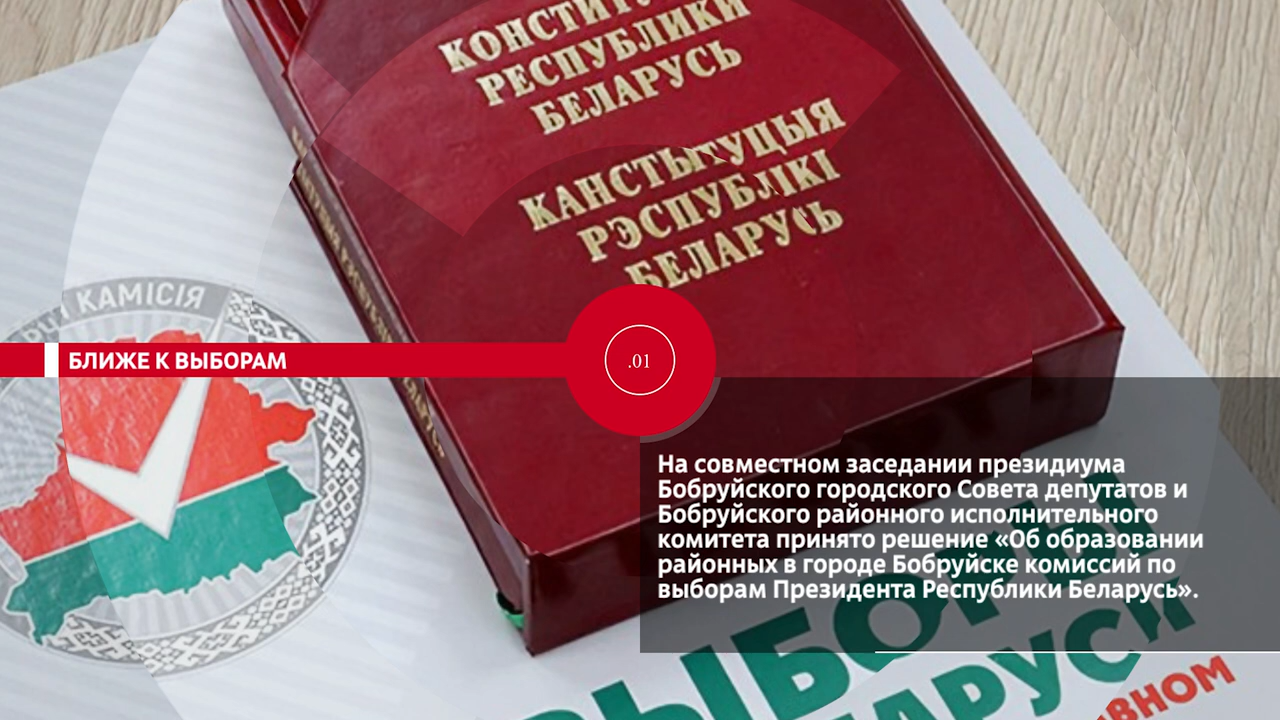 КОНСТИТУ
РЕСПУБЛИКИ
БЕЛАРУСЬ
КАНСТЫТУЦЫЯ
РЭСПУБЛІКІ
БЕЛАРУСЬ
КАМІСІЯ
БЛИЖЕ К ВЫБОРАМ
.01
На совместном заседании президиума
Бобруйского городского Совета депутатов и
Бобруйского районного исполнительного
комитета принято решение «Об образовании
районных в городе Бобруйске комиссий по
выборам Президента Республики Беларусь».
ВЫБОРЫ
АРУСЬ
ВНОМ